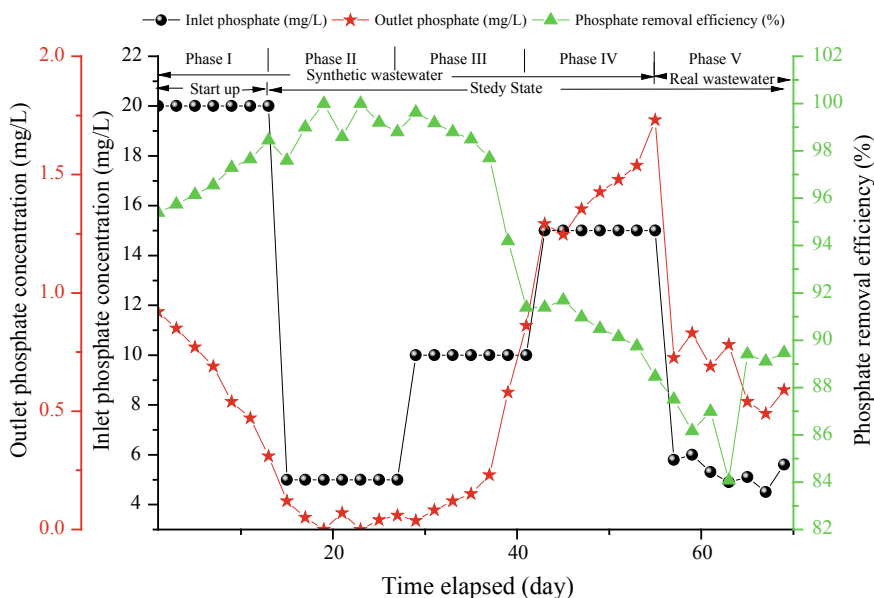 Inlet phosphate (mg/L) Outlet phosphate (mg/L) Phosphate removal efficiency (%)
Phase I Phase II Phase III Phase IV Phase V
Synthetic wastewater Real wastewater
Start up Stedy State
Outlet phosphate concentration (mg/L)
2.0
1.5
1.0
0.5
0.0
Inlet phosphate concentration (mg/L)
22
20
18
16
14
12
10
8
6
4
102
100
98
96
94
92
90
88
86
84
82
Phosphate removal efficiency (%)
20 40 60
Time elapsed (day)